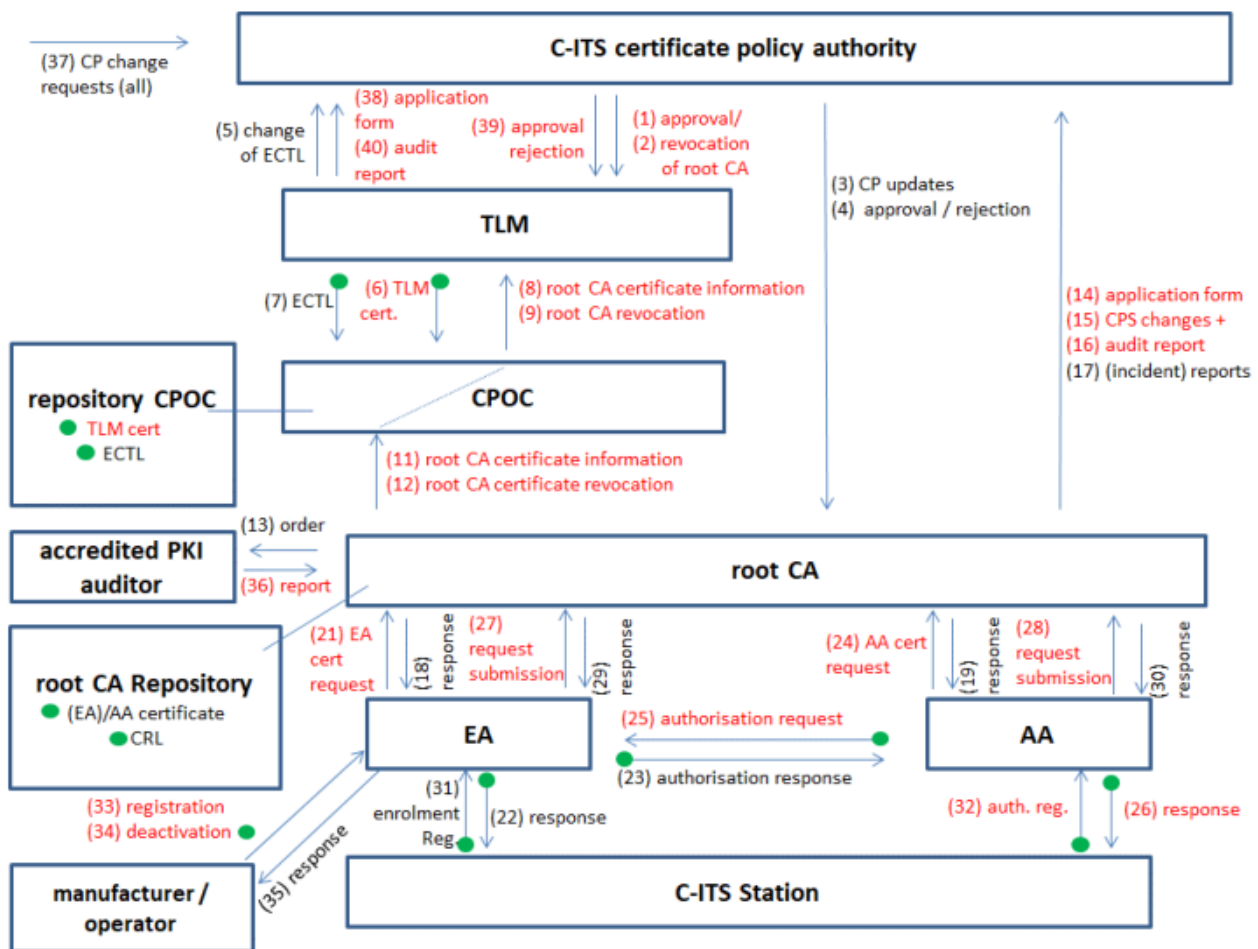 C-ITS certificate policy authority
(37) CP change
requests (all)
(5) change
of ECTL
(38) application
form
(40) audit
report
(39) approval
rejection
(1) approval/
(2) revocation
of root CA
(3) CP updates
(4) approval / rejection
TLM
(7) ECTL
(6) TLM
cert.
(8) root CA certificate information
(9) root CA revocation
(14) application form
(15) CPS changes +
(16) audit report
(17) (incident) reports
repository CPOC
TLM cert
ECTL
CPOC
(11) root CA certificate information
(12) root CA certificate revocation
(13) order
accredited PKI
auditor
(36) report
root CA
(21) EA
cert
request
(18)
response
(27)
request
submission
(29)
response
(24) AA cert
request
(19)
response
(28)
request
submission
(30)
response
root CA Repository
(EA)/AA certificate
CRL
EA
(25) authorisation request
(23) authorisation response
AA
(33) registration
(34) deactivation
(31)
enrolment
Reg.
(22) response
(32) auth. reg.
(26) response
(35) response
manufacturer /
operator
C-ITS Station